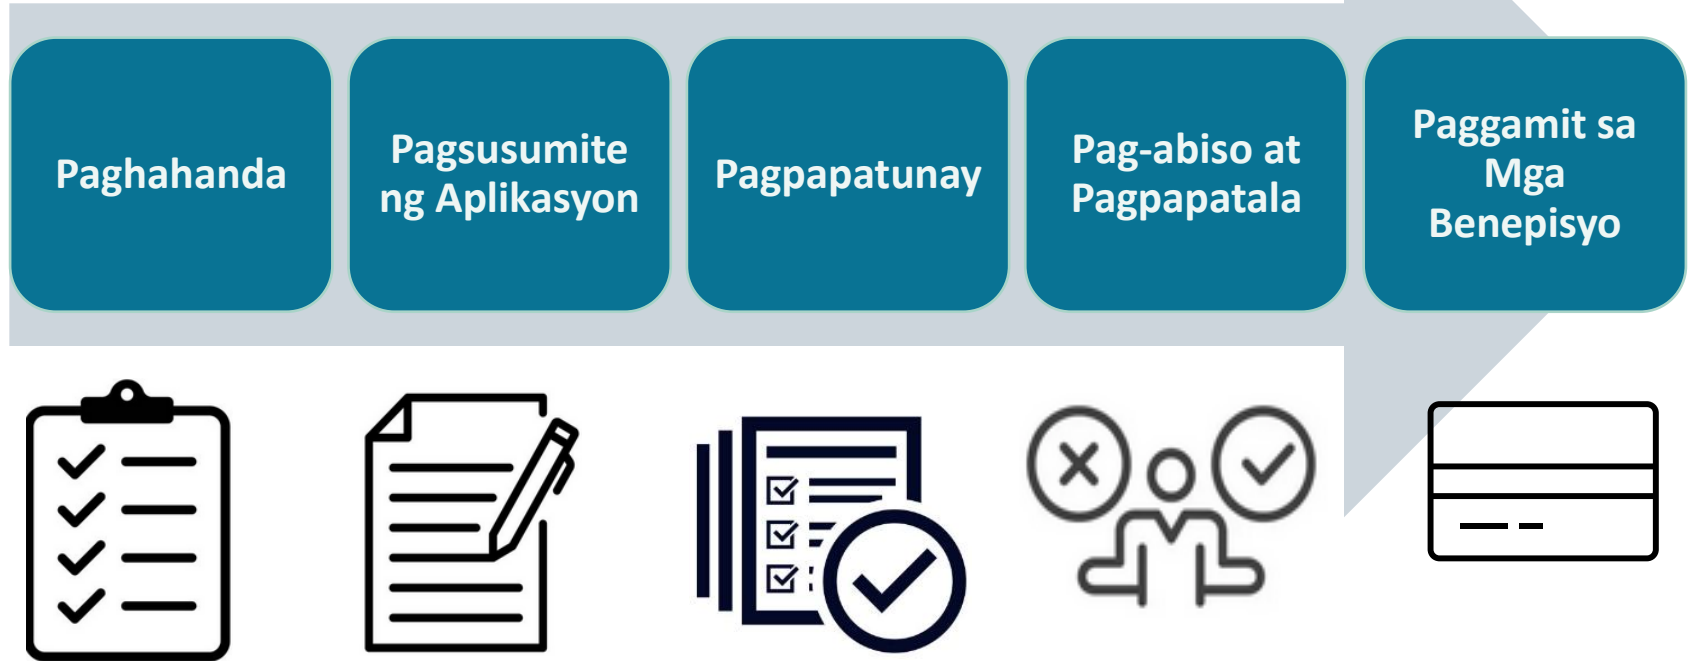 Paghahanda
Pagsusumite
ng Aplikasyon
Pagpapatunay
Pag-abiso at
Pagpapatala
Paggamit sa
Mga
Benepisyo